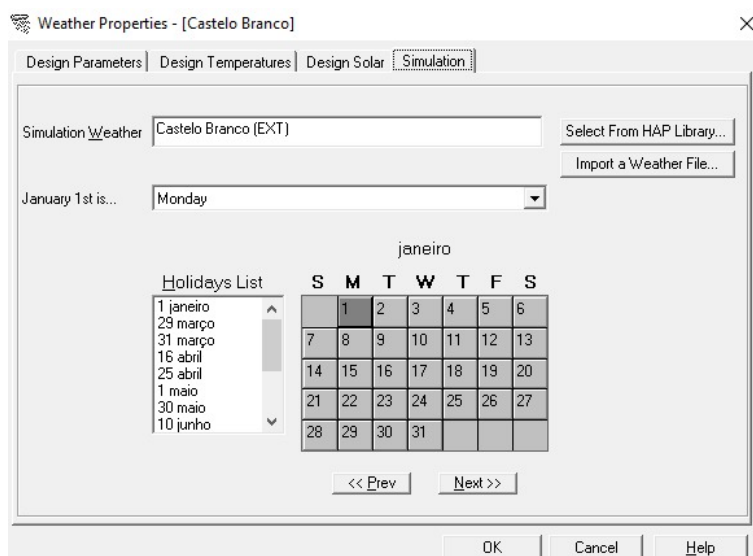 Weather Properties - [Castelo Branco]
Design Parameters Design Temperatures Design Solar Simulation
Simulation Weather Castelo Branco (EXT) Select From HAP Library...
Import a Weather File...
January 1st is... Monday
janeiro
Holidays List
S M T W T F S
1 janeiro
29 março
31 março
16 abril
25 abril
1 maio
30 maio
10 junho
1 2 3 4 5 6
7 8 9 10 11 12 13
14 15 16 17 18 19 20
21 22 23 24 25 26 27
28 29 30 31
<< Prev Next >>
OK Cancel Help